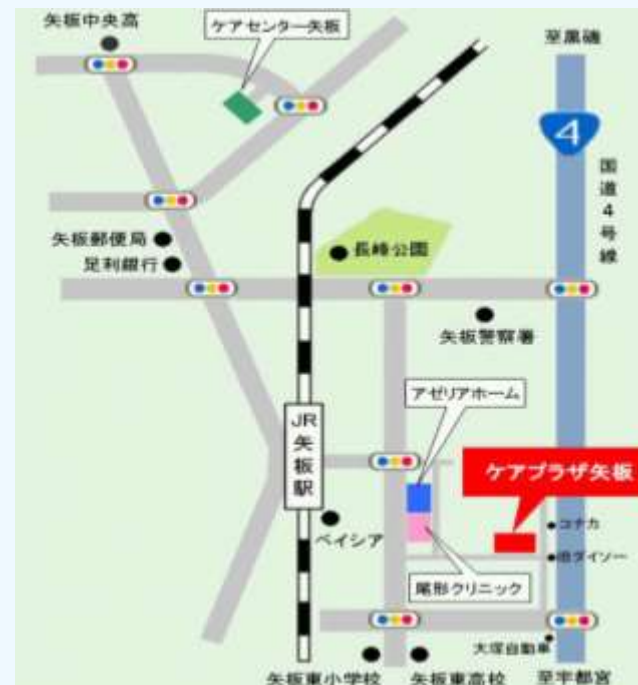 矢板中央高
ケアセンター矢板
至黒磯
4
国道4号線
矢板郵便局
足利銀行
長峰公園
矢板警察署
アゼリアホーム
JR矢板駅
ケアプラザ矢板
コナカ
ベイシア
旧ダイソー
尾形クリニック
大塚自動車
矢板東小学校
矢板東高校
至宇都宮